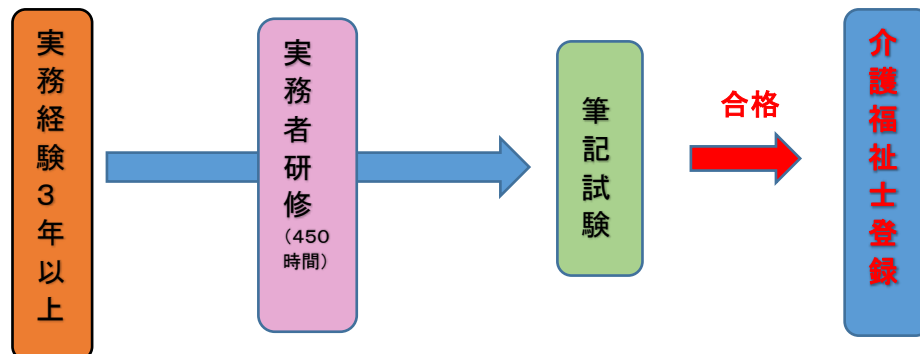 実務経験３年以上
実務者研修
（450
時間）
筆記試験
合格
介護福祉士登録